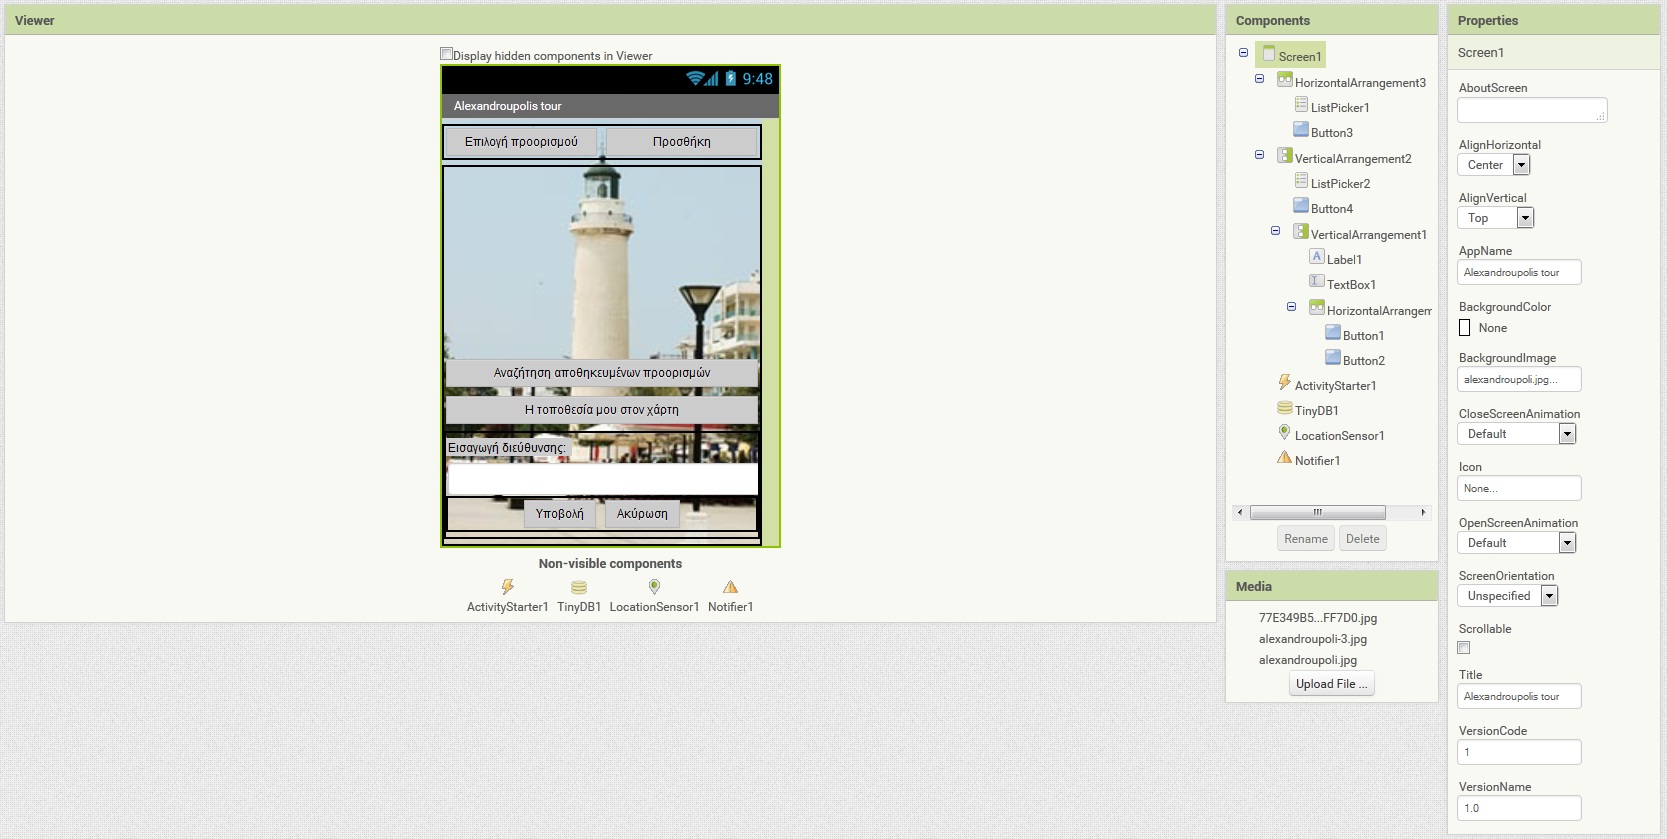 Viewer
Display hidden components in Viewer
9:48
Alexandroupolis tour
Επιλογή προορισμού
Προσθήκη
Αναζήτηση αποθηκευμένων προορισμών
Η τοποθεσία μου στον χάρτη
Εισαγωγή διεύθυνσης:
Υποβολή
Ακύρωση
Non-visible components
ActivityStarter1
TinyDB1
LocationSensor1
Notifier1
Components
Screen1
HorizontalArrangement3
ListPicker1
Button3
VerticalArrangement2
ListPicker2
Button4
VerticalArrangement1
Label1
TextBox1
HorizontalArrangem
Button1
Button2
ActivityStarter1
TinyDB1
LocationSensor1
Notifier1
Rename
Delete
Media
77E349B5...FF7D0.jpg
alexandroupoli-3.jpg
alexandroupoli.jpg
Upload File ...
Properties
Screen1
AboutScreen
AlignHorizontal
Center
AlignVertical
Top
AppName
Alexandroupolis tour
BackgroundColor
None
BackgroundImage
alexandroupoli.jpg...
CloseScreenAnimation
Default
Icon
None...
OpenScreenAnimation
Default
ScreenOrientation
Unspecified
Scrollable
Title
Alexandroupolis tour
VersionCode
1
VersionName
1.0